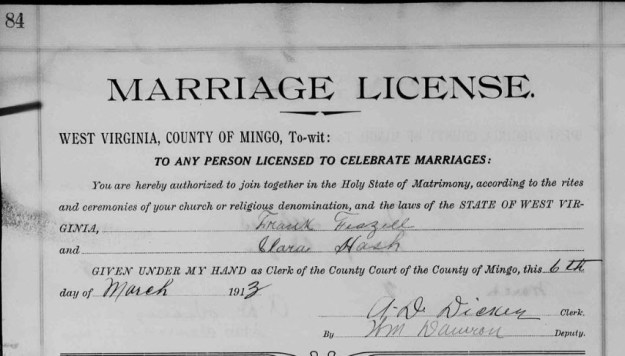 84
MARRIAGE LICENSE.
WEST VIRGINIA, COUNTY OF MINGO, To-wit:
TO ANY PERSON LICENSED TO CELEBRATE MARRIAGES:
You are hereby authorized to join together in the Holy State of Matrimony, according to the rites
and ceremonies of your church or religious denomination, and the laws of the STATE OF WEST VIR-
GINIA, Frank
and Clara Hash
GIVEN UNDER MY HAND as Clerk of the County Court of the County of Mingo, this 6th
day of March 1913
A. D. Dickey Clerk.
By Wm Dawson Deputy.